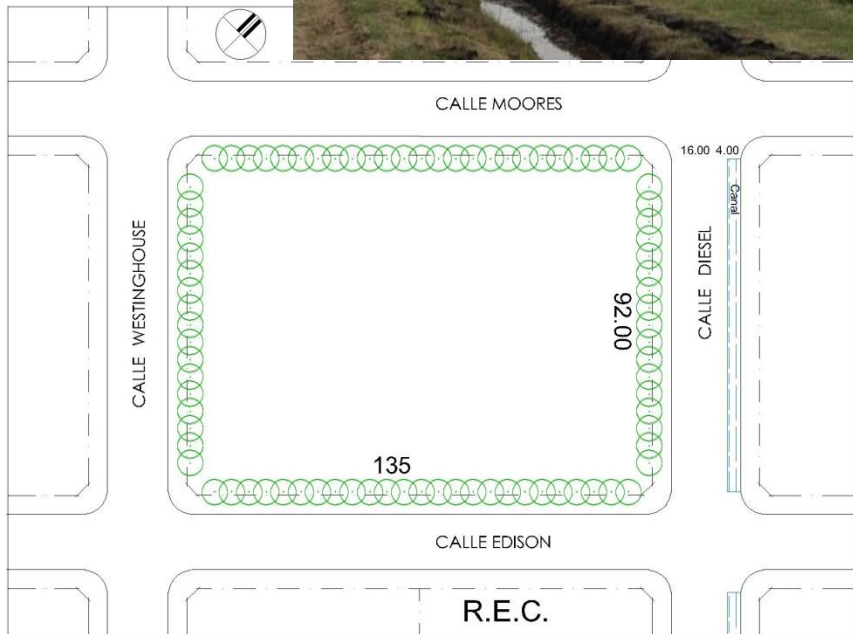 CALLE MOORES
16.00 4.00
Canal
CALLE WESTINGHOUSE
CALLE DIESEL
92.00
135
CALLE EDISON
R.E.C.